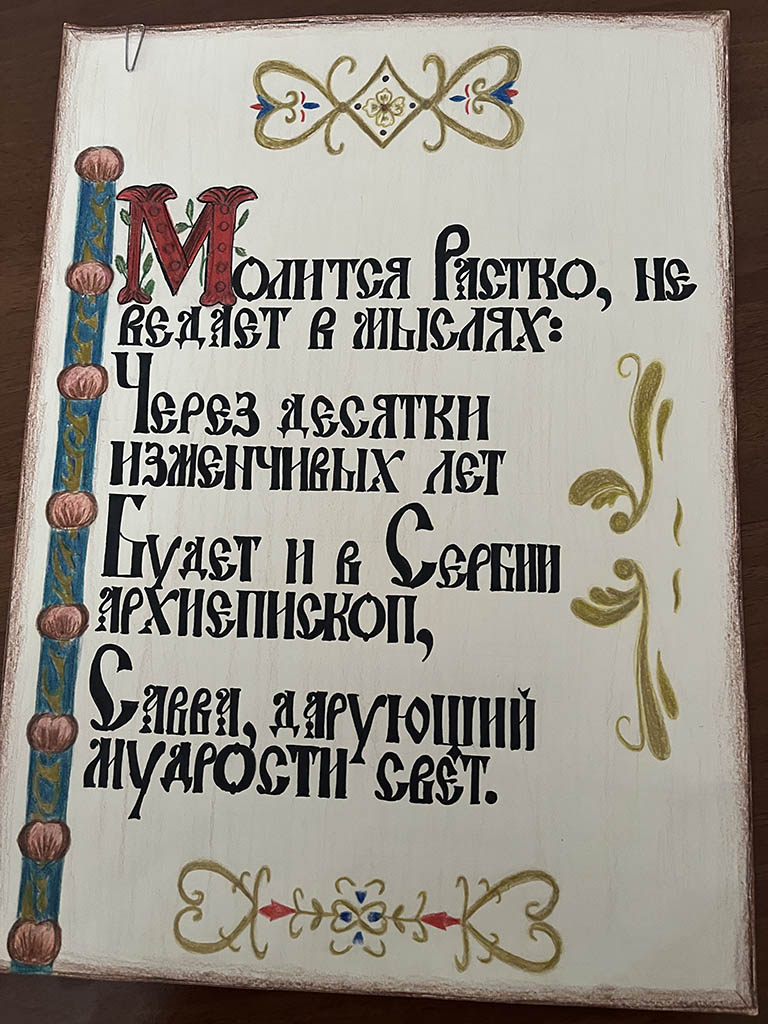 Молится Растко, не
ведает в мыслях:
Через десятки
изменчивых лет
Будет и в Сербии
архиепископ,
Савва, дарующий
мудрости свет.